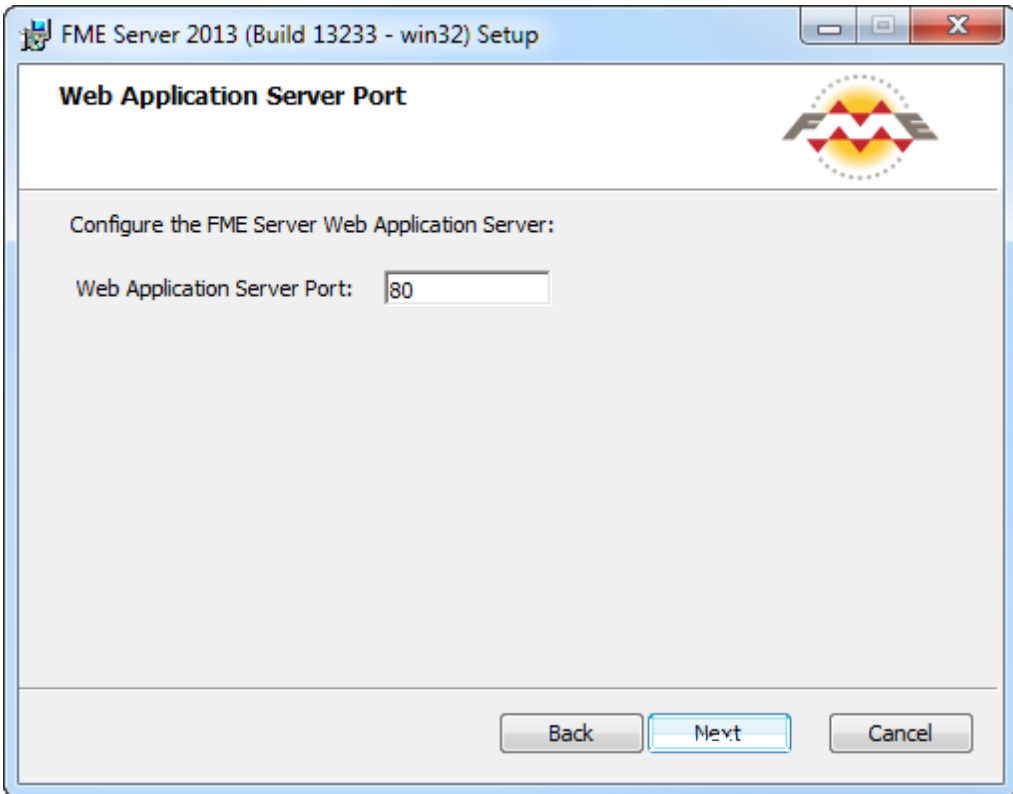 FME Server 2013 (Build 13233 - win32) Setup
Web Application Server Port
FME
Configure the FME Server Web Application Server:
Web Application Server Port: 80
Back Next Cancel